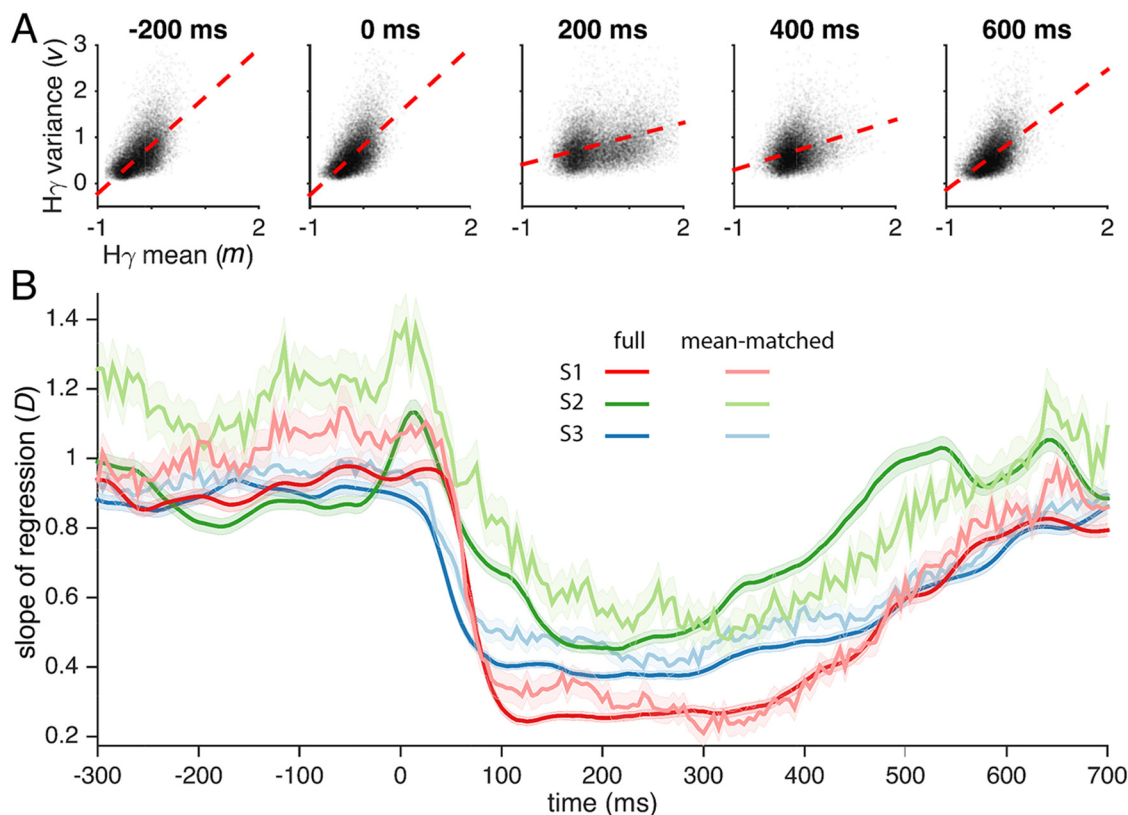 A
-200 ms 0 ms 200 ms 400 ms 600 ms
3
2
1
0
Hγ variance (v)
-1 2 -1 2 -1 2 -1 2 -1 2
Hγ mean (m)
B
1.4
1.2
1
0.8
0.6
0.4
0.2
slope of regression (D)
full mean-matched
S1
S2
S3
-300 -200 -100 0 100 200 300 400 500 600 700
time (ms)